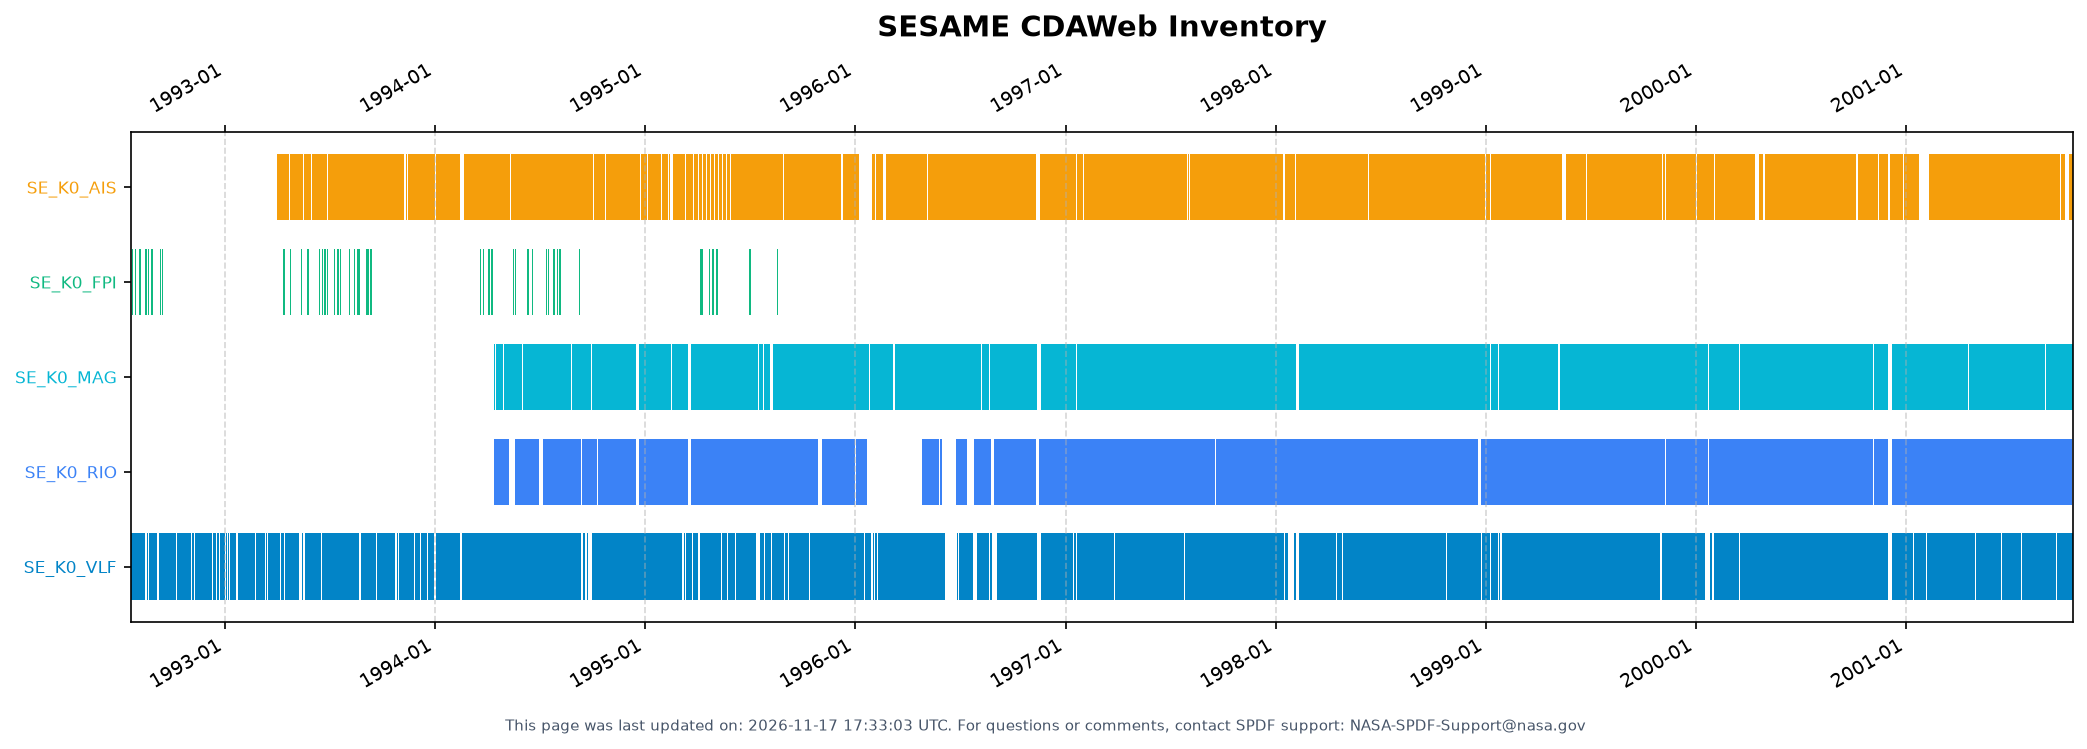 SESAME CDAWeb Inventory
1993-01 1994-01 1995-01 1996-01 1997-01 1998-01 1999-01 2000-01 2001-01
SE_K0_AIS
SE_K0_FPI
SE_K0_MAG
SE_K0_RIO
SE_K0_VLF
1993-01 1994-01 1995-01 1996-01 1997-01 1998-01 1999-01 2000-01 2001-01
This page was last updated on: 2026-11-17 17:33:03 UTC. For questions or comments, contact SPDF support: NASA-SPDF-Support@nasa.gov